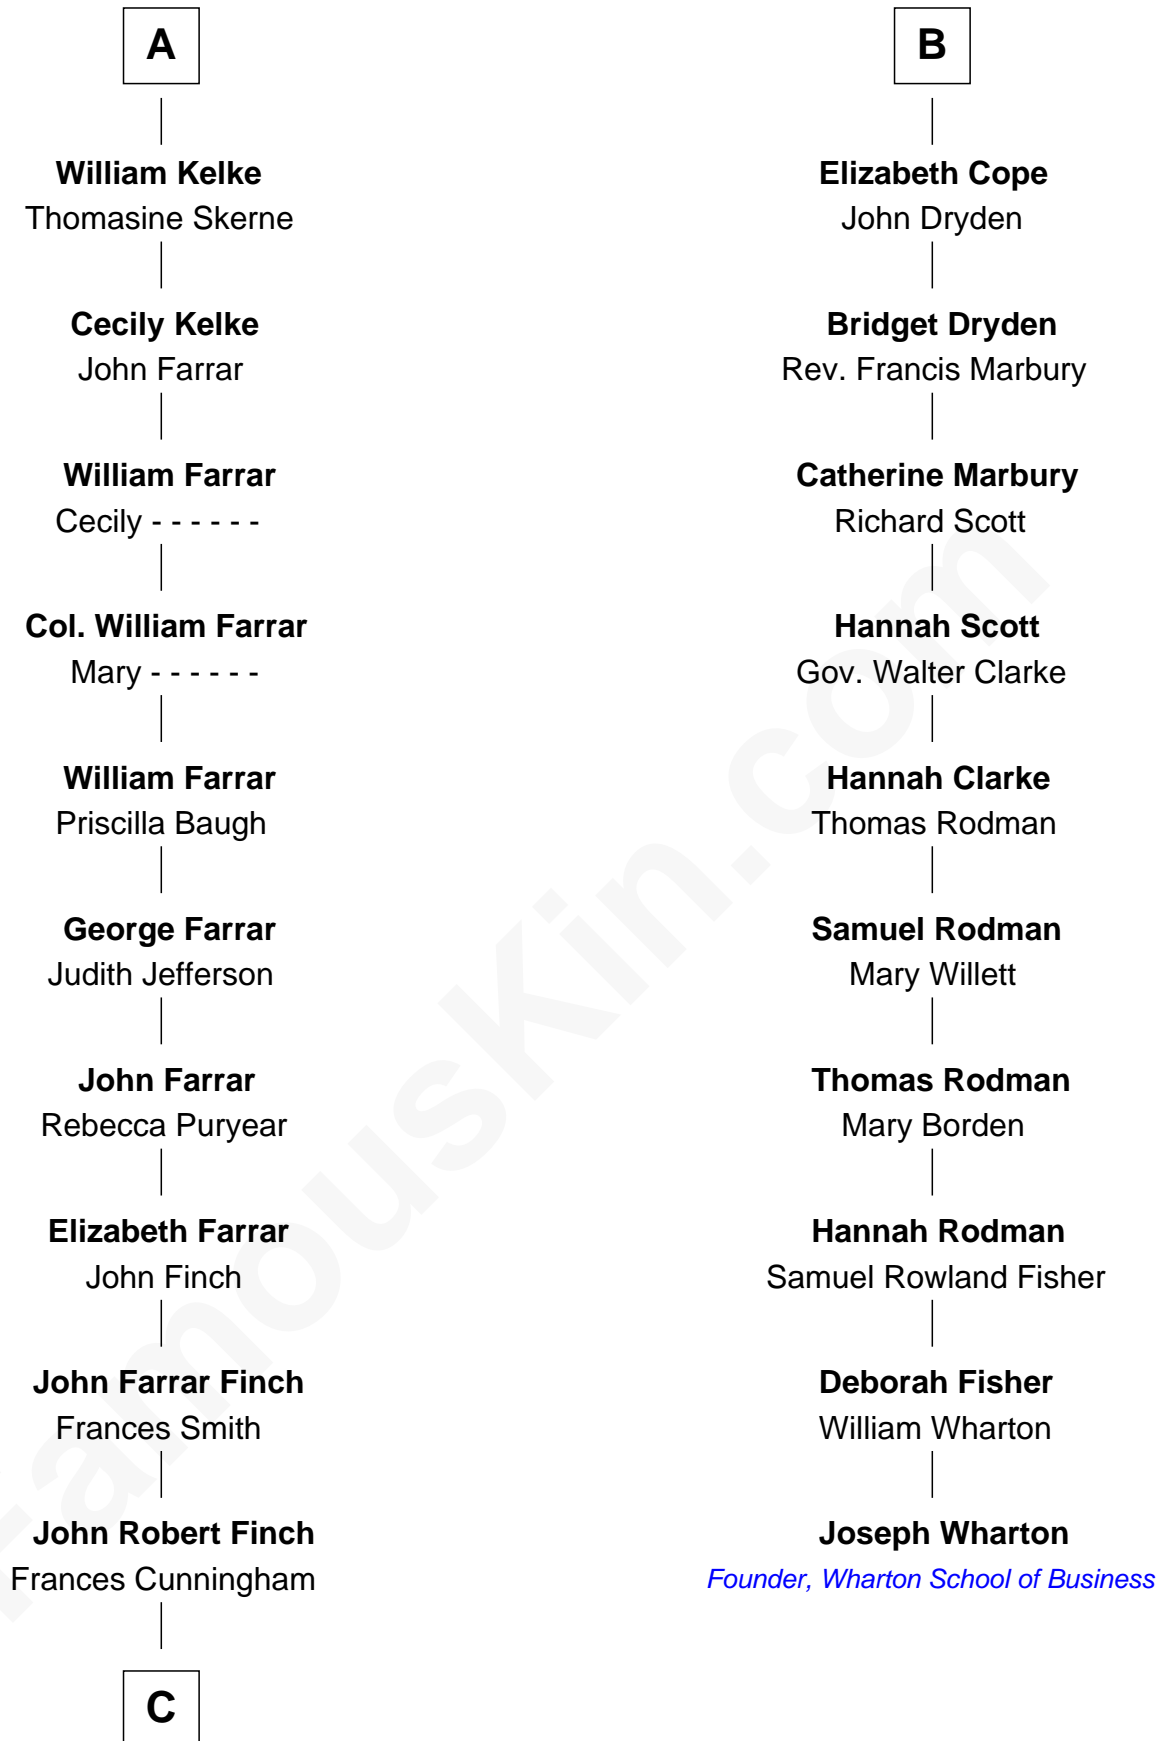 A
William Kelke
Thomasine Skerne
Cecily Kelke
John Farrar
William Farrar
Cecily - - - - - -
Col. William Farrar
Mary - - - - - -
William Farrar
Priscilla Baugh
George Farrar
Judith Jefferson
John Farrar
Rebecca Puryear
Elizabeth Farrar
John Finch
John Farrar Finch
Frances Smith
John Robert Finch
Frances Cunningham
C
B
Elizabeth Cope
John Dryden
Bridget Dryden
Rev. Francis Marbury
Catherine Marbury
Richard Scott
Hannah Scott
Gov. Walter Clarke
Hannah Clarke
Thomas Rodman
Samuel Rodman
Mary Willett
Thomas Rodman
Mary Borden
Hannah Rodman
Samuel Rowland Fisher
Deborah Fisher
William Wharton
Joseph Wharton
Founder, Wharton School of Business
FamousKin.com